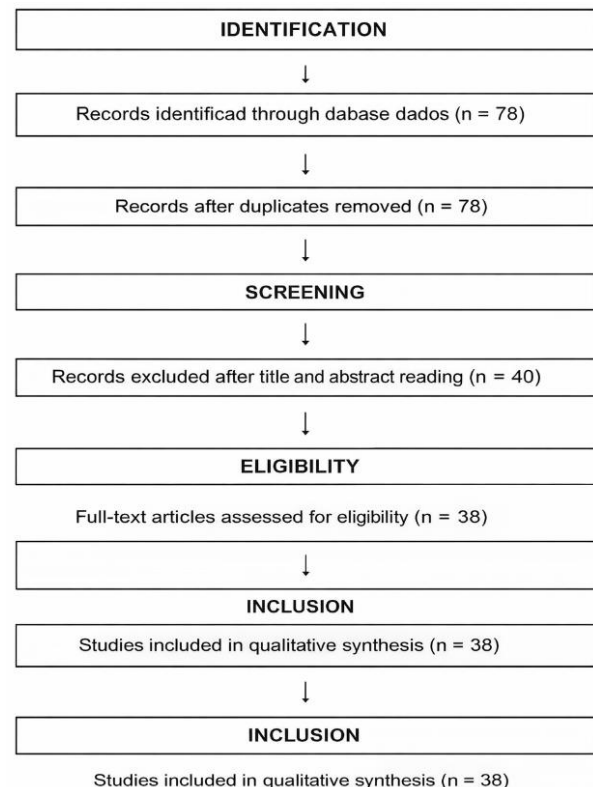 IDENTIFICATION
↓
Records identificad through dabase dados (n = 78)
↓
Records after duplicates removed (n = 78)
↓
SCREENING
↓
Records excluded after title and abstract reading (n = 40)
↓
ELIGIBILITY
Full-text articles assessed for eligibility (n = 38)
↓
INCLUSION
Studies included in qualitative synthesis (n = 38)
↓
INCLUSION
Studies included in qualitative synthesis (n = 38)